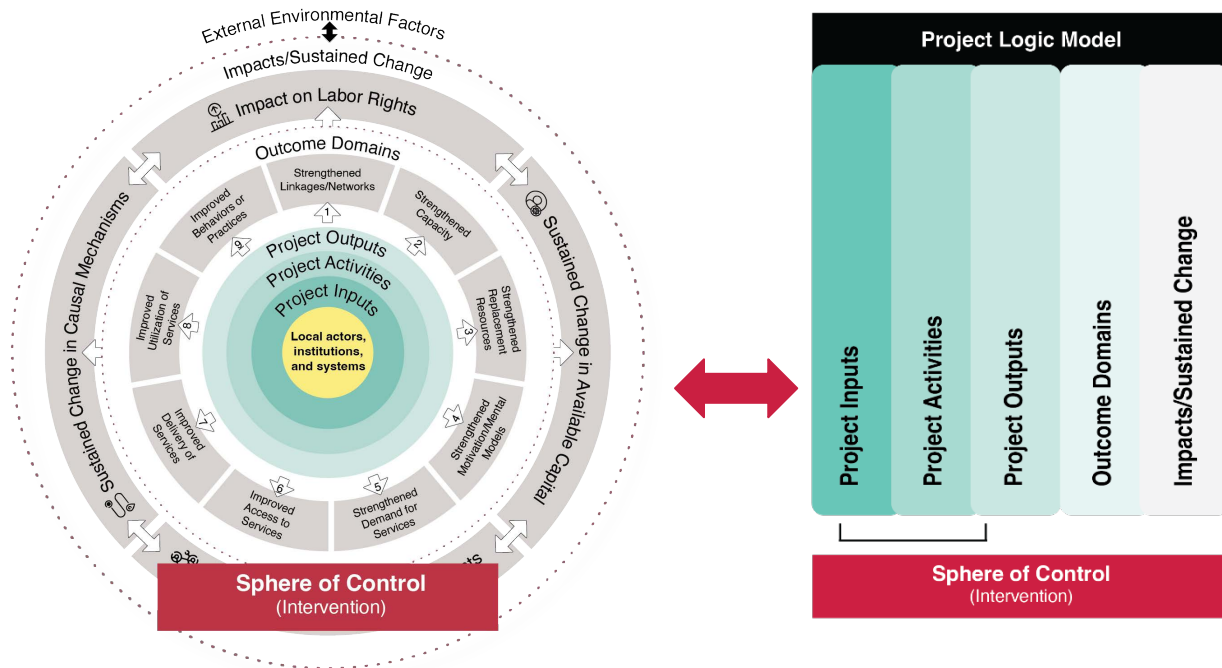 External Environmental Factors
Impacts/Sustained Change
Impact on Labor Rights
Outcome Domains
Strengthened
Linkages/Networks
1
Strengthened
Capacity
2
Strengthened
Replacement
Resources
3
Strengthened
Motivation/Mental
Models
4
Strengthened
Demand for
Services
5
Improved
Access to
Services
6
Improved
Delivery of
Services
7
Improved
Utilization of
Services
8
Improved
Behaviors or
Practices
9
Project Outputs
Project Activities
Project Inputs
Local actors,
institutions,
and systems
Sustained Change in Causal Mechanisms
Sustained Change in Available Capital
Sphere of Control
(Intervention)
Project Logic Model
Project Inputs
Project Activities
Project Outputs
Outcome Domains
Impacts/Sustained Change
Sphere of Control
(Intervention)